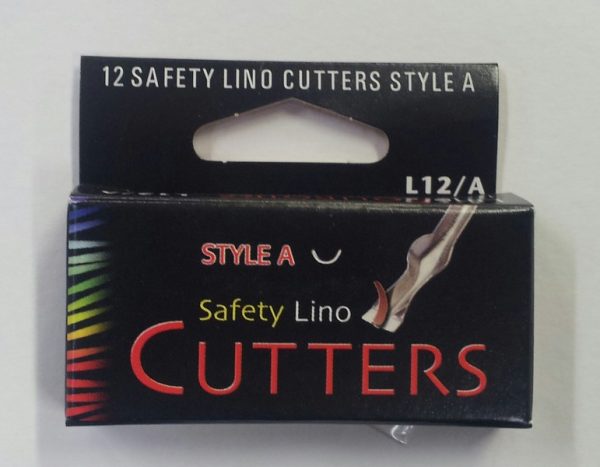 12 SAFETY LINO CUTTERS STYLE A
L12/A
STYLE A
Safety Lino
CUTTERS